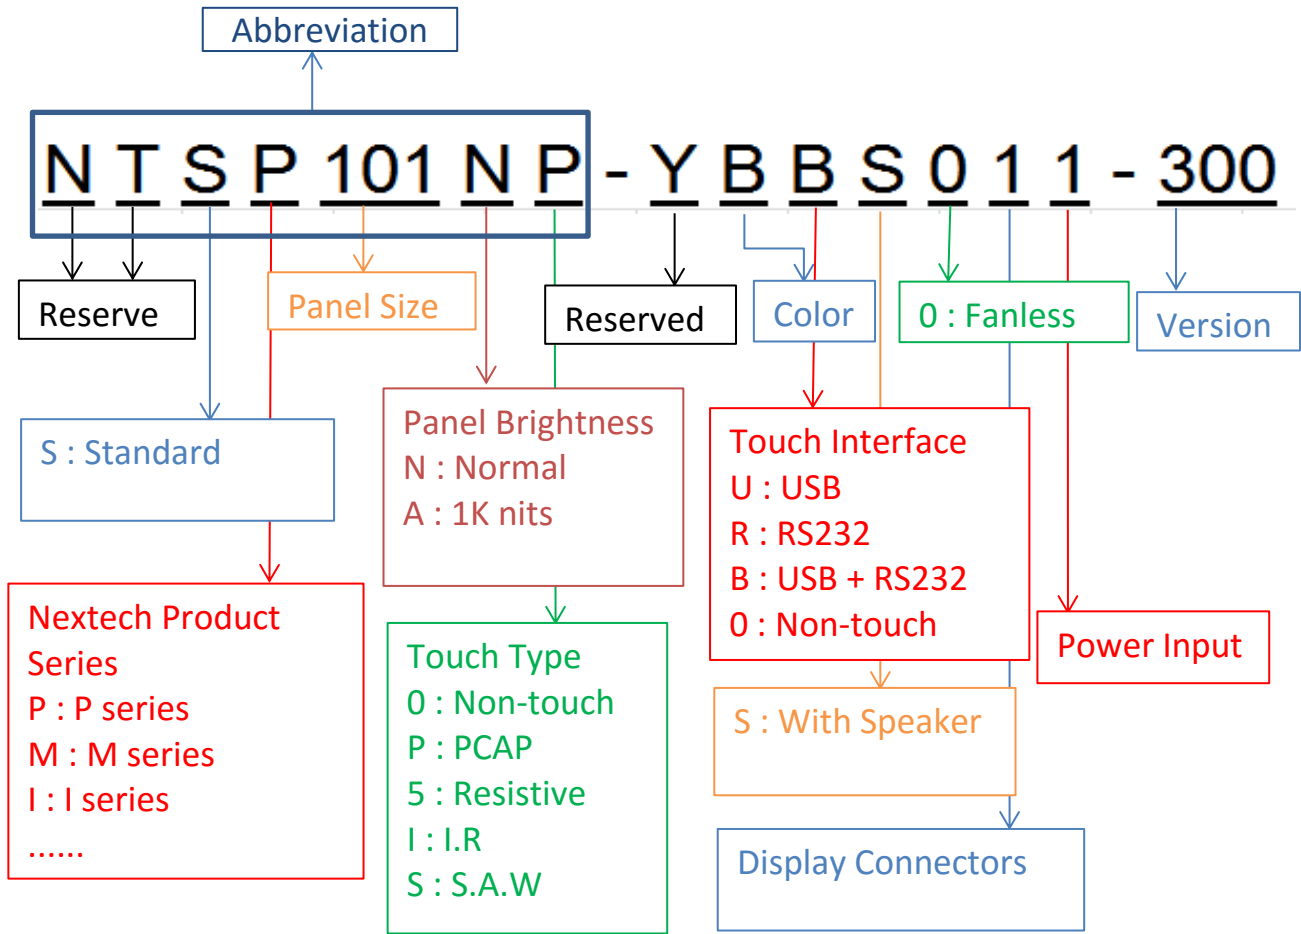 Abbreviation
N T S P 101 N P - Y B B S 0 1 1 - 300
Reserve
Panel Size
Reserved
Color
0 : Fanless
Version
S : Standard
Panel Brightness
N : Normal
A : 1K nits
Touch Interface
U : USB
R : RS232
B : USB + RS232
0 : Non-touch
Nextech Product
Series
P : P series
M : M series
I : I series
......
Touch Type
0 : Non-touch
P : PCAP
5 : Resistive
I : I.R
S : S.A.W
Power Input
S : With Speaker
Display Connectors